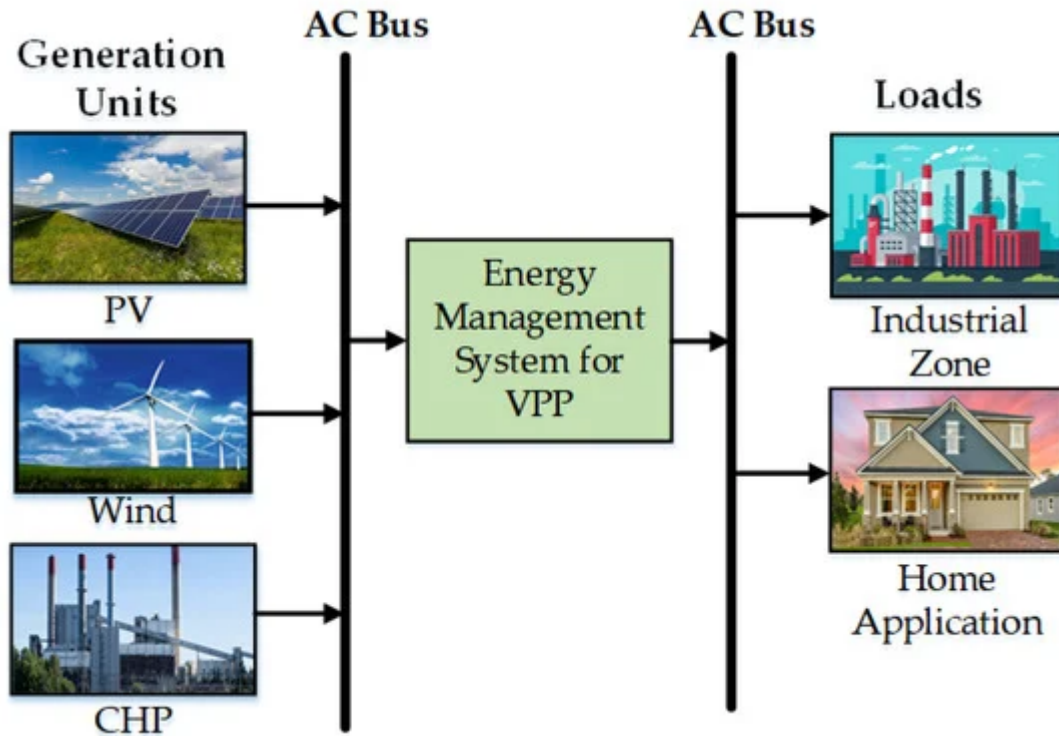 Generation
Units
AC Bus
AC Bus
Loads
PV
Wind
CHP
Energy
Management
System for
VPP
Industrial
Zone
Home
Application